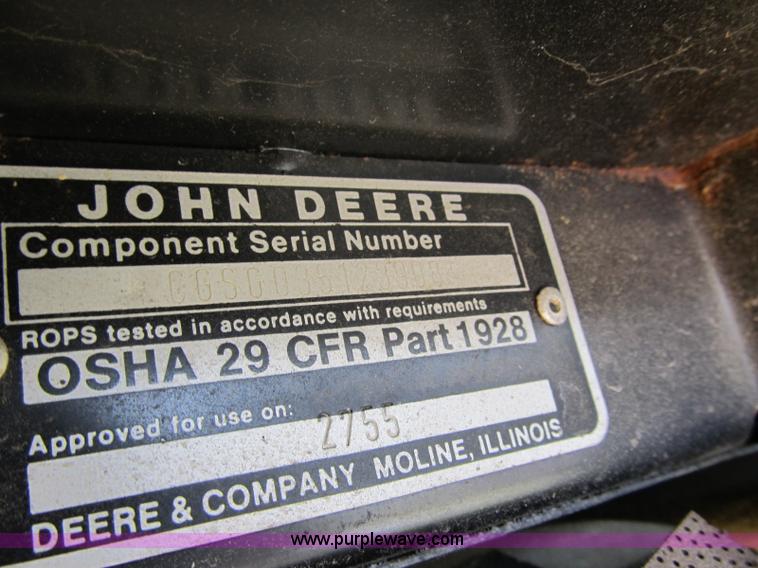 JOHN DEERE
Component Serial Number
ROPS tested in accordance with requirements
OSHA 29 CFR Part 1928
Approved for use on:
2755
DEERE & COMPANY MOLINE, ILLINOIS
www.purplewave.com